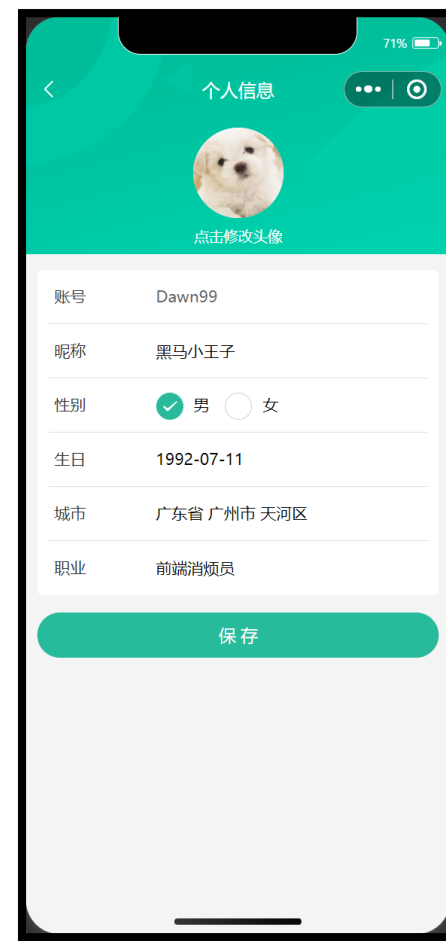 71%
个人信息
点击修改头像
账号 Dawn99
昵称 黑马小王子
性别 男 女
生日 1992-07-11
城市 广东省 广州市 天河区
职业 前端消烦员
保存